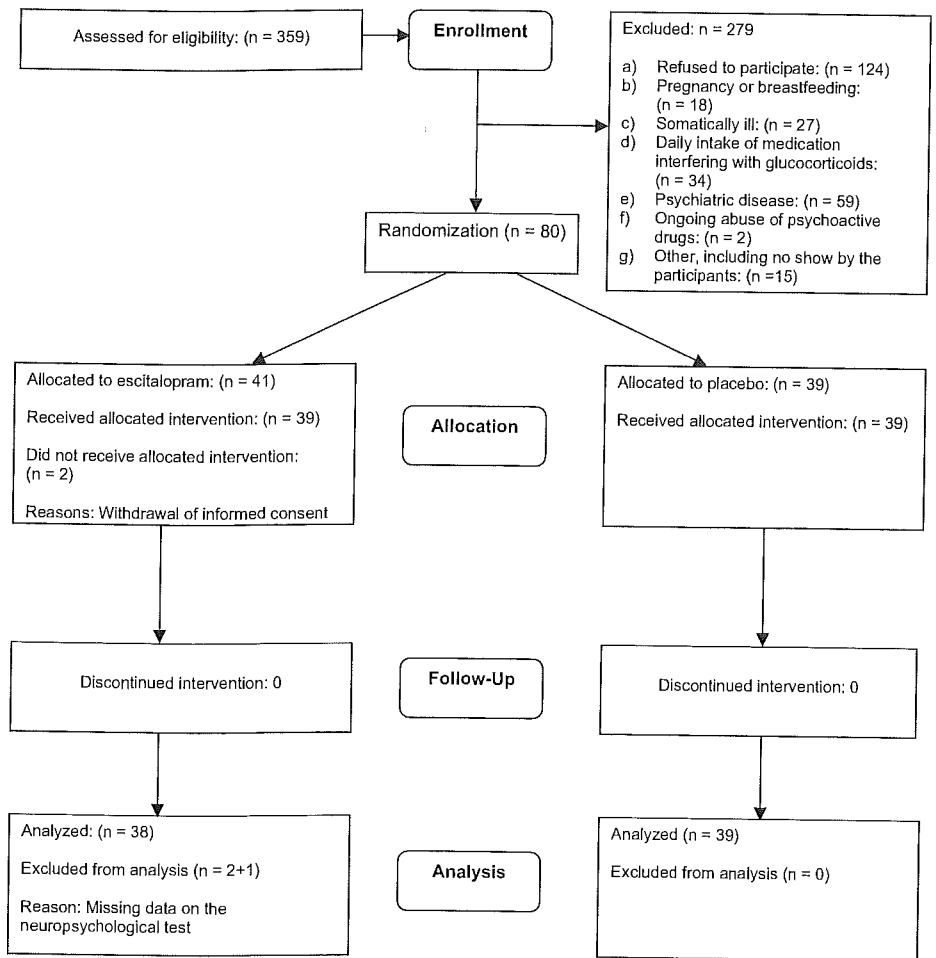 Assessed for eligibility: (n = 359)
Enrollment
Excluded: n = 279
a) Refused to participate: (n = 124)
b) Pregnancy or breastfeeding:
(n = 18)
c) Somatically ill: (n = 27)
d) Daily intake of medication
interfering with glucocorticoids:
(n = 34)
e) Psychiatric disease: (n = 59)
f) Ongoing abuse of psychoactive
drugs: (n = 2)
g) Other, including no show by the
participants: (n =15)
Randomization (n = 80)
Allocated to escitalopram: (n = 41)
Received allocated intervention: (n = 39)
Did not receive allocated intervention:
(n = 2)
Reasons: Withdrawal of informed consent
Allocation
Allocated to placebo: (n = 39)
Received allocated intervention: (n = 39)
Discontinued intervention: 0
Follow-Up
Discontinued intervention: 0
Analyzed: (n = 38)
Excluded from analysis (n = 2+1)
Reason: Missing data on the
neuropsychological test
Analysis
Analyzed (n = 39)
Excluded from analysis (n = 0)